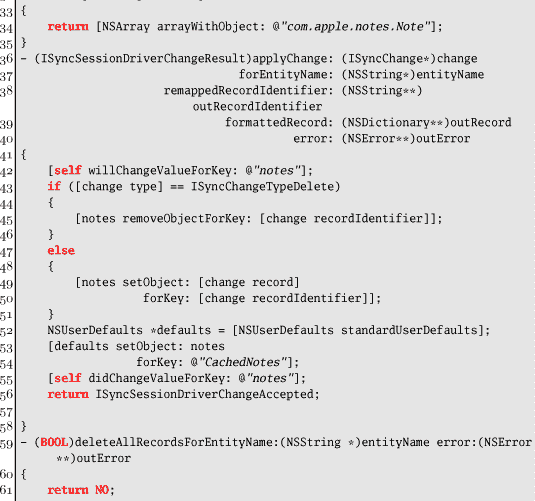 33 {
34     return [NSArray arrayWithObject: @"com.apple.notes.Note"];
35 }
36 - (ISyncSessionDriverChangeResult)applyChange: (ISyncChange*)change
37                                 forEntityName: (NSString*)entityName
38                      remappedRecordIdentifier: (NSString**)
                         outRecordIdentifier
39                               formattedRecord: (NSDictionary**)outRecord
40                                         error: (NSError**)outError
41 {
42     [self willChangeValueForKey: @"notes"];
43     if ([change type] == ISyncChangeTypeDelete)
44     {
45         [notes removeObjectForKey: [change recordIdentifier]];
46     }
47     else
48     {
49         [notes setObject: [change record]
50                   forKey: [change recordIdentifier]];
51     }
52     NSUserDefaults *defaults = [NSUserDefaults standardUserDefaults];
53     [defaults setObject: notes
54                  forKey: @"CachedNotes"];
55     [self didChangeValueForKey: @"notes"];
56     return ISyncSessionDriverChangeAccepted;
57
58 }
59 - (BOOL)deleteAllRecordsForEntityName:(NSString *)entityName error:(NSError
     **)outError
60 {
61     return NO;